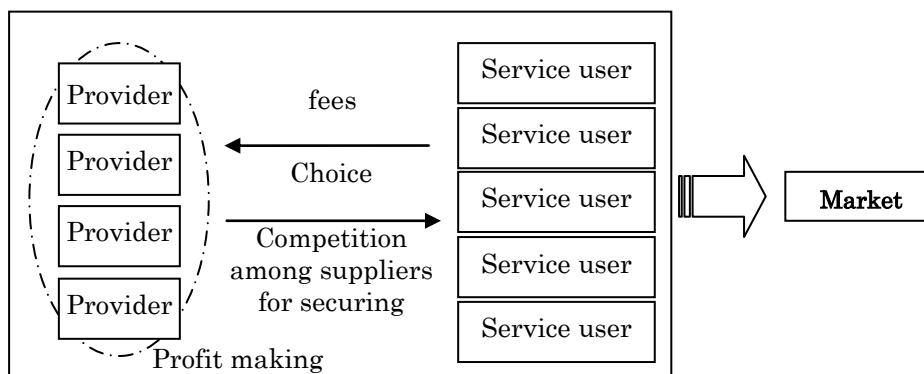 Provider
Provider
Provider
Provider
Profit making
fees
Choice
Competition
among suppliers
for securing
Service user
Service user
Service user
Service user
Service user
Market